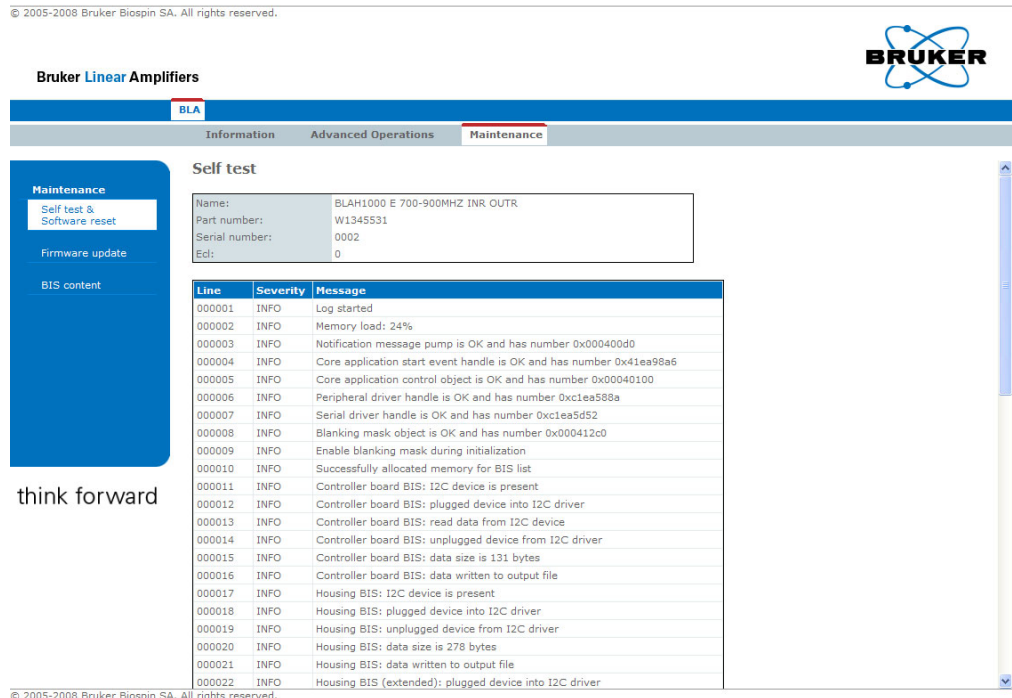 © 2005-2008 Bruker Biospin SA. All rights reserved.
BRUKER
Bruker Linear Amplifiers
BLA
Information Advanced Operations Maintenance
Maintenance
Self test &
Software reset
Firmware update
BIS content
think forward
Self test
Name: BLAH1000 E 700-900MHZ INR OUTR
Part number: W1345531
Serial number: 0002
Ecl: 0
Line Severity Message
000001 INFO Log started
000002 INFO Memory load: 24%
000003 INFO Notification message pump is OK and has number 0x000400d0
000004 INFO Core application start event handle is OK and has number 0x41ea98a6
000005 INFO Core application control object is OK and has number 0x00040100
000006 INFO Peripheral driver handle is OK and has number 0xc1ea588a
000007 INFO Serial driver handle is OK and has number 0xc1ea5d52
000008 INFO Blanking mask object is OK and has number 0x000412c0
000009 INFO Enable blanking mask during initialization
000010 INFO Successfully allocated memory for BIS list
000011 INFO Controller board BIS: I2C device is present
000012 INFO Controller board BIS: plugged device into I2C driver
000013 INFO Controller board BIS: read data from I2C device
000014 INFO Controller board BIS: unplugged device from I2C driver
000015 INFO Controller board BIS: data size is 131 bytes
000016 INFO Controller board BIS: data written to output file
000017 INFO Housing BIS: I2C device is present
000018 INFO Housing BIS: plugged device into I2C driver
000019 INFO Housing BIS: unplugged device from I2C driver
000020 INFO Housing BIS: data size is 278 bytes
000021 INFO Housing BIS: data written to output file
000022 INFO Housing BIS (extended): plugged device into I2C driver
© 2005-2008 Bruker Biospin SA. All rights reserved.